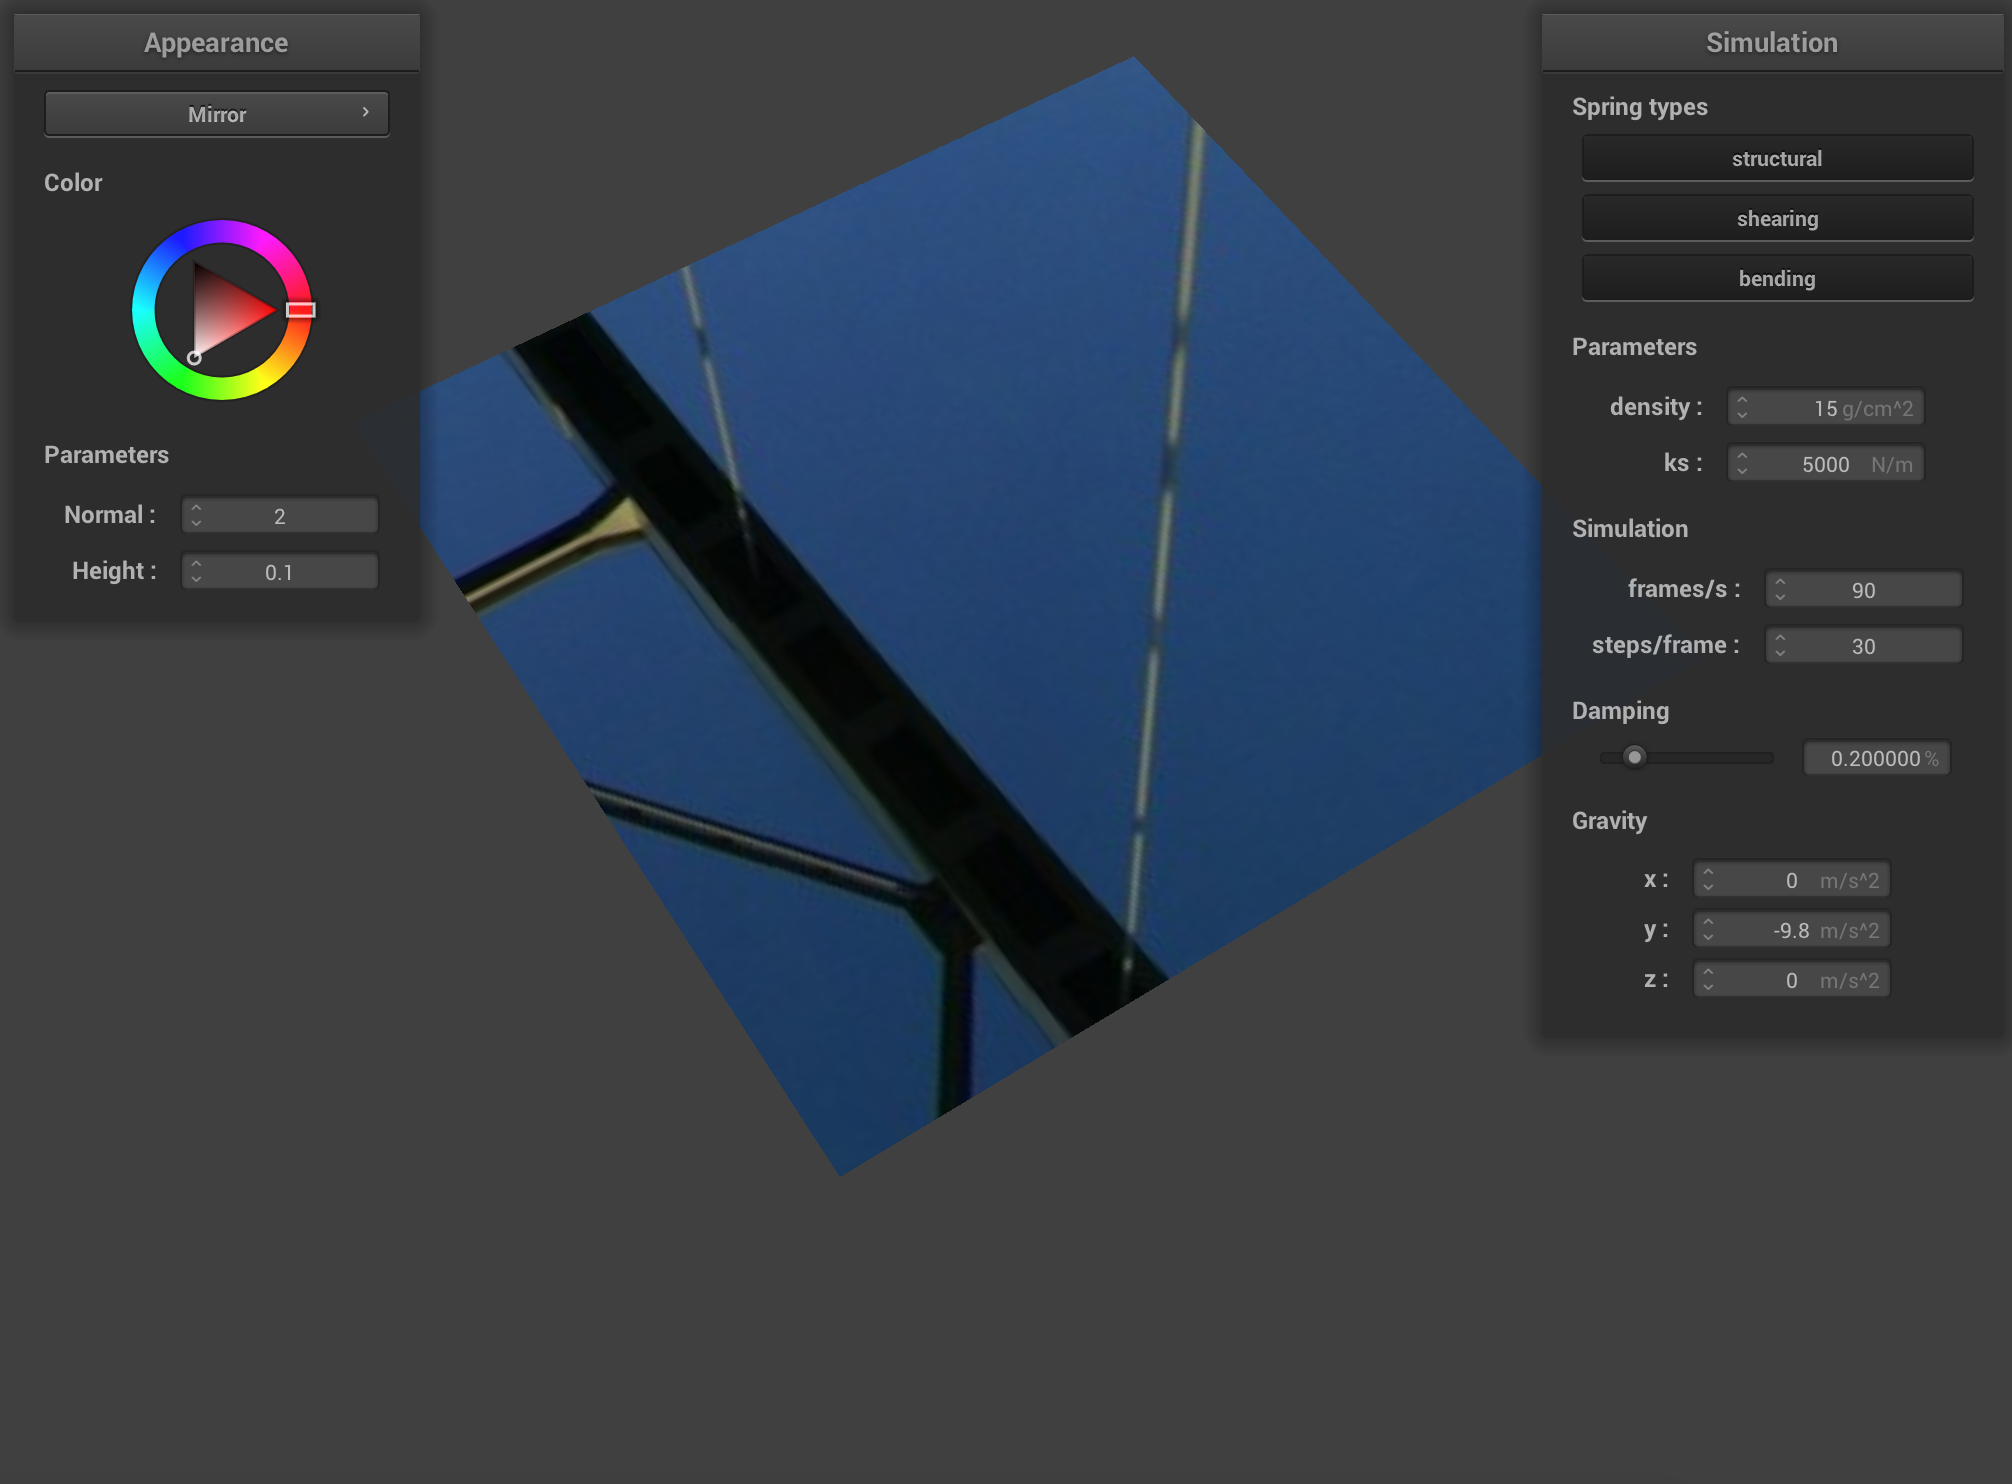 Appearance
Mirror
Color
Parameters
Normal : 2
Height : 0.1
Simulation
Spring types
structural
shearing
bending
Parameters
density : 15 g/cm^2
ks : 5000 N/m
Simulation
frames/s : 90
steps/frame : 30
Damping
0.200000 %
Gravity
x : 0 m/s^2
y : -9.8 m/s^2
z : 0 m/s^2